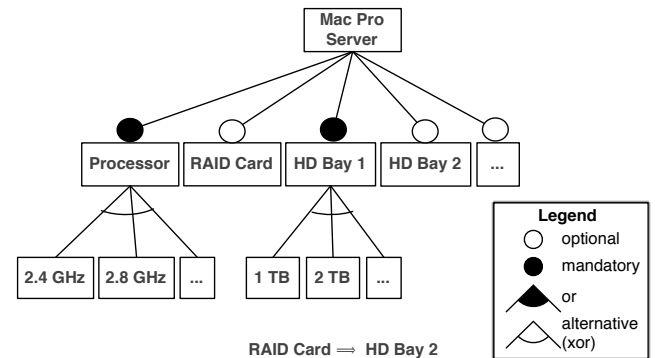 Mac Pro
Server
Processor
RAID Card
HD Bay 1
HD Bay 2
...
2.4 GHz
2.8 GHz
...
1 TB
2 TB
...
Legend
optional
mandatory
or
alternative
(xor)
RAID Card ⟹ HD Bay 2